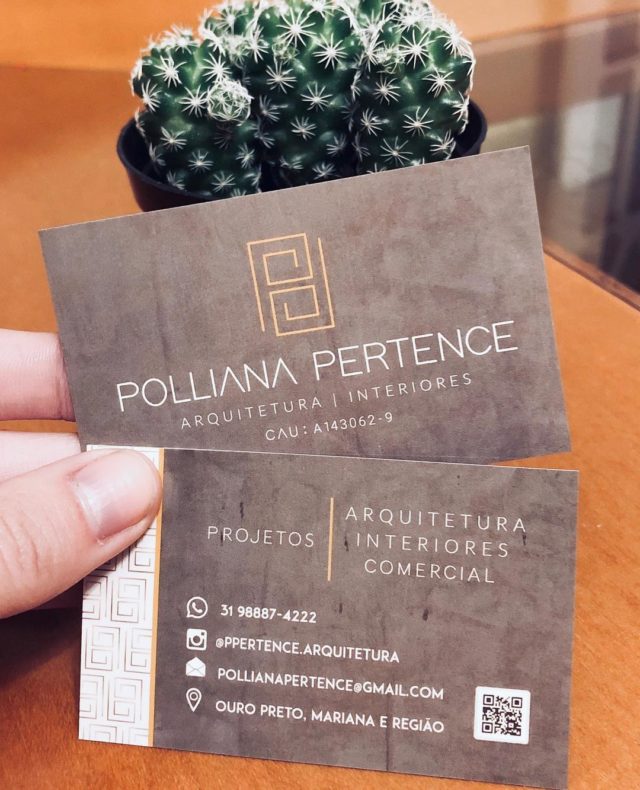 POLLIANA PERTENCE
ARQUITETURA | INTERIORES
CAU: A143062-9
PROJETOS
ARQUITETURA
INTERIORES
COMERCIAL
31 98887-4222
@PPERTENCE.ARQUITETURA
POLLIANAPERTENCE@GMAIL.COM
OURO PRETO, MARIANA E REGIÃO